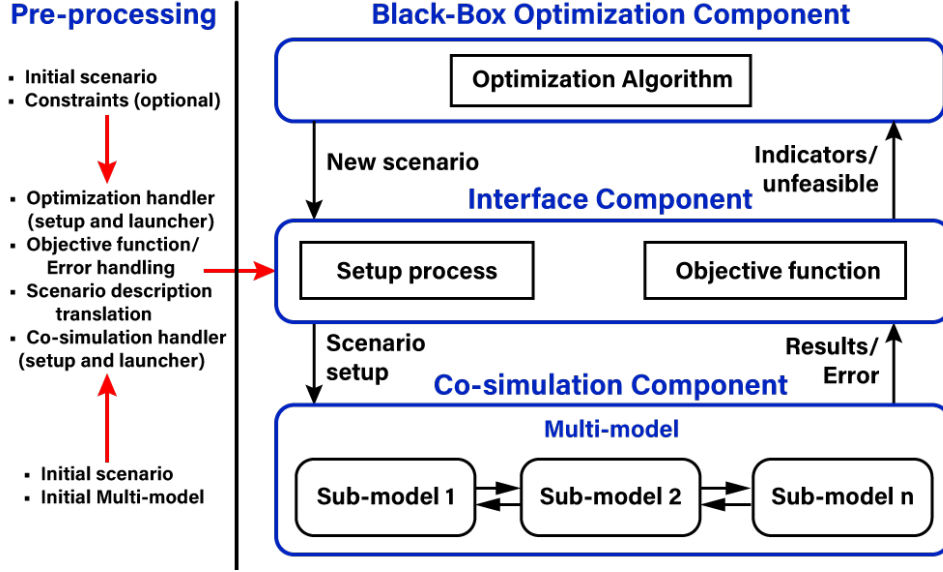 Pre-processing
▪ Initial scenario
▪ Constraints (optional)
▪ Optimization handler
(setup and launcher)
▪ Objective function/
Error handling
▪ Scenario description
translation
▪ Co-simulation handler
(setup and launcher)
▪ Initial scenario
▪ Initial Multi-model
Black-Box Optimization Component
Optimization Algorithm
New scenario
Indicators/
unfeasible
Interface Component
Setup process
Objective function
Scenario
setup
Results/
Error
Co-simulation Component
Multi-model
Sub-model 1
Sub-model 2
Sub-model n